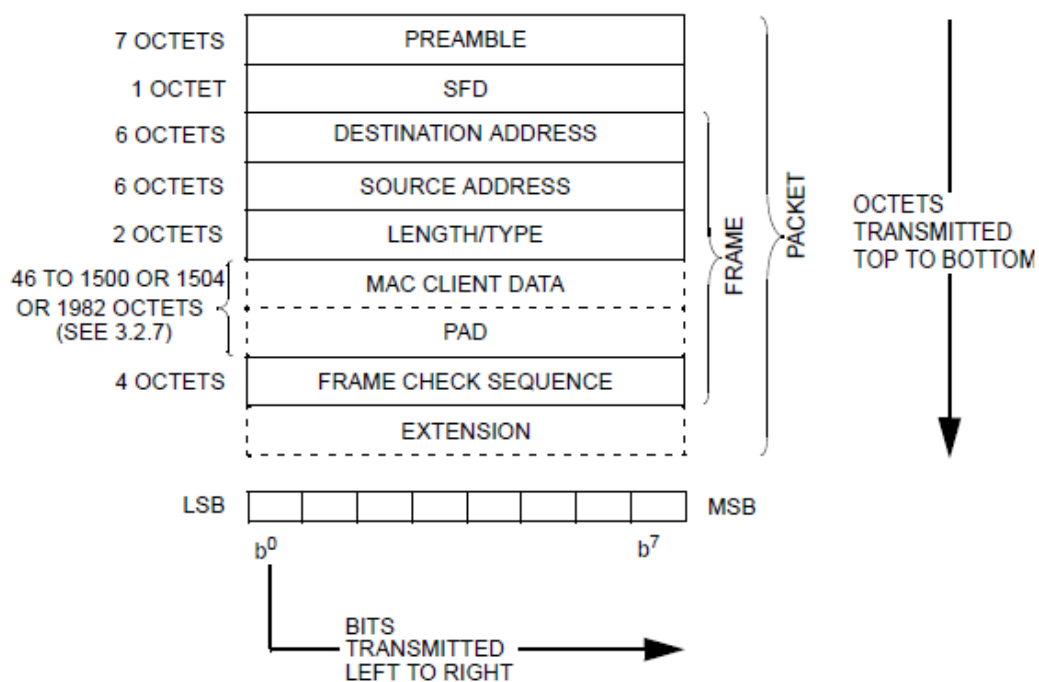 7 OCTETS PREAMBLE
1 OCTET SFD
6 OCTETS DESTINATION ADDRESS
6 OCTETS SOURCE ADDRESS
2 OCTETS LENGTH/TYPE
46 TO 1500 OR 1504
OR 1982 OCTETS
(SEE 3.2.7)
MAC CLIENT DATA
PAD
4 OCTETS FRAME CHECK SEQUENCE
EXTENSION
FRAME
PACKET
OCTETS
TRANSMITTED
TOP TO BOTTOM
LSB MSB
b0 b7
BITS
TRANSMITTED
LEFT TO RIGHT